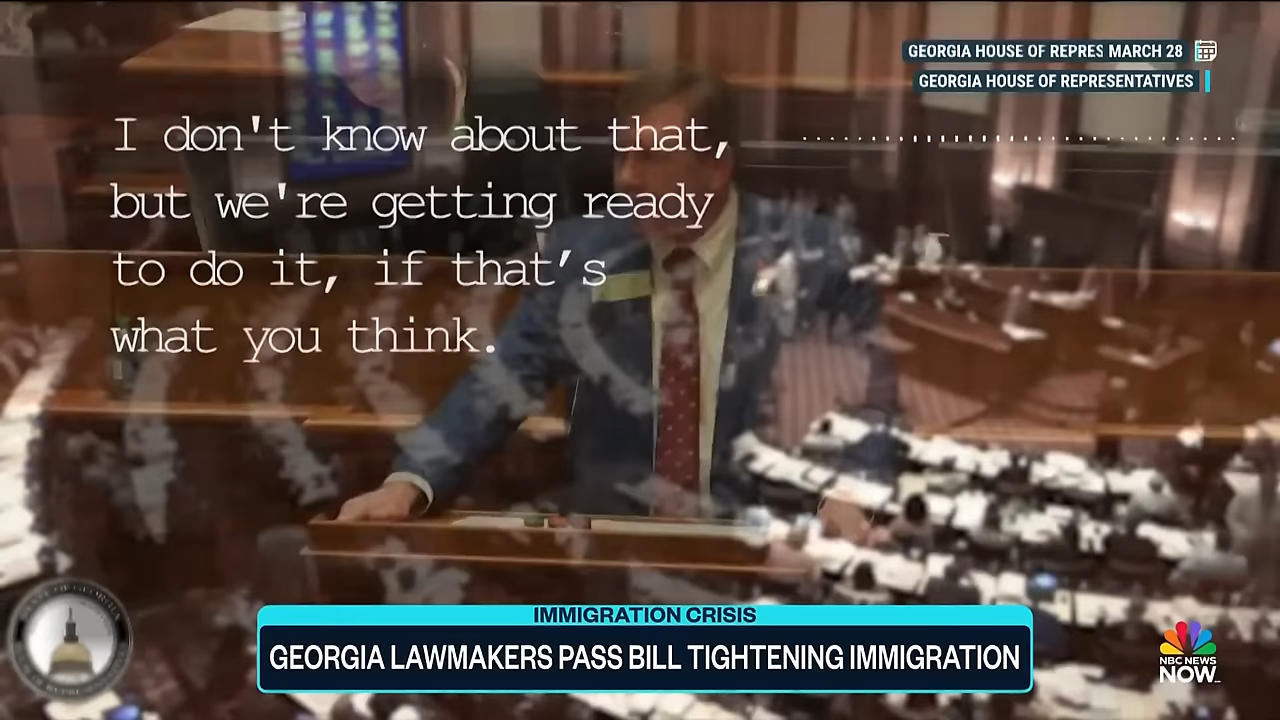 GEORGIA HOUSE OF REPRES MARCH 28
GEORGIA HOUSE OF REPRESENTATIVES
I don't know about that,
but we're getting ready
to do it, if that’s
what you think.
IMMIGRATION CRISIS
GEORGIA LAWMAKERS PASS BILL TIGHTENING IMMIGRATION
NBC NEWS
NOW